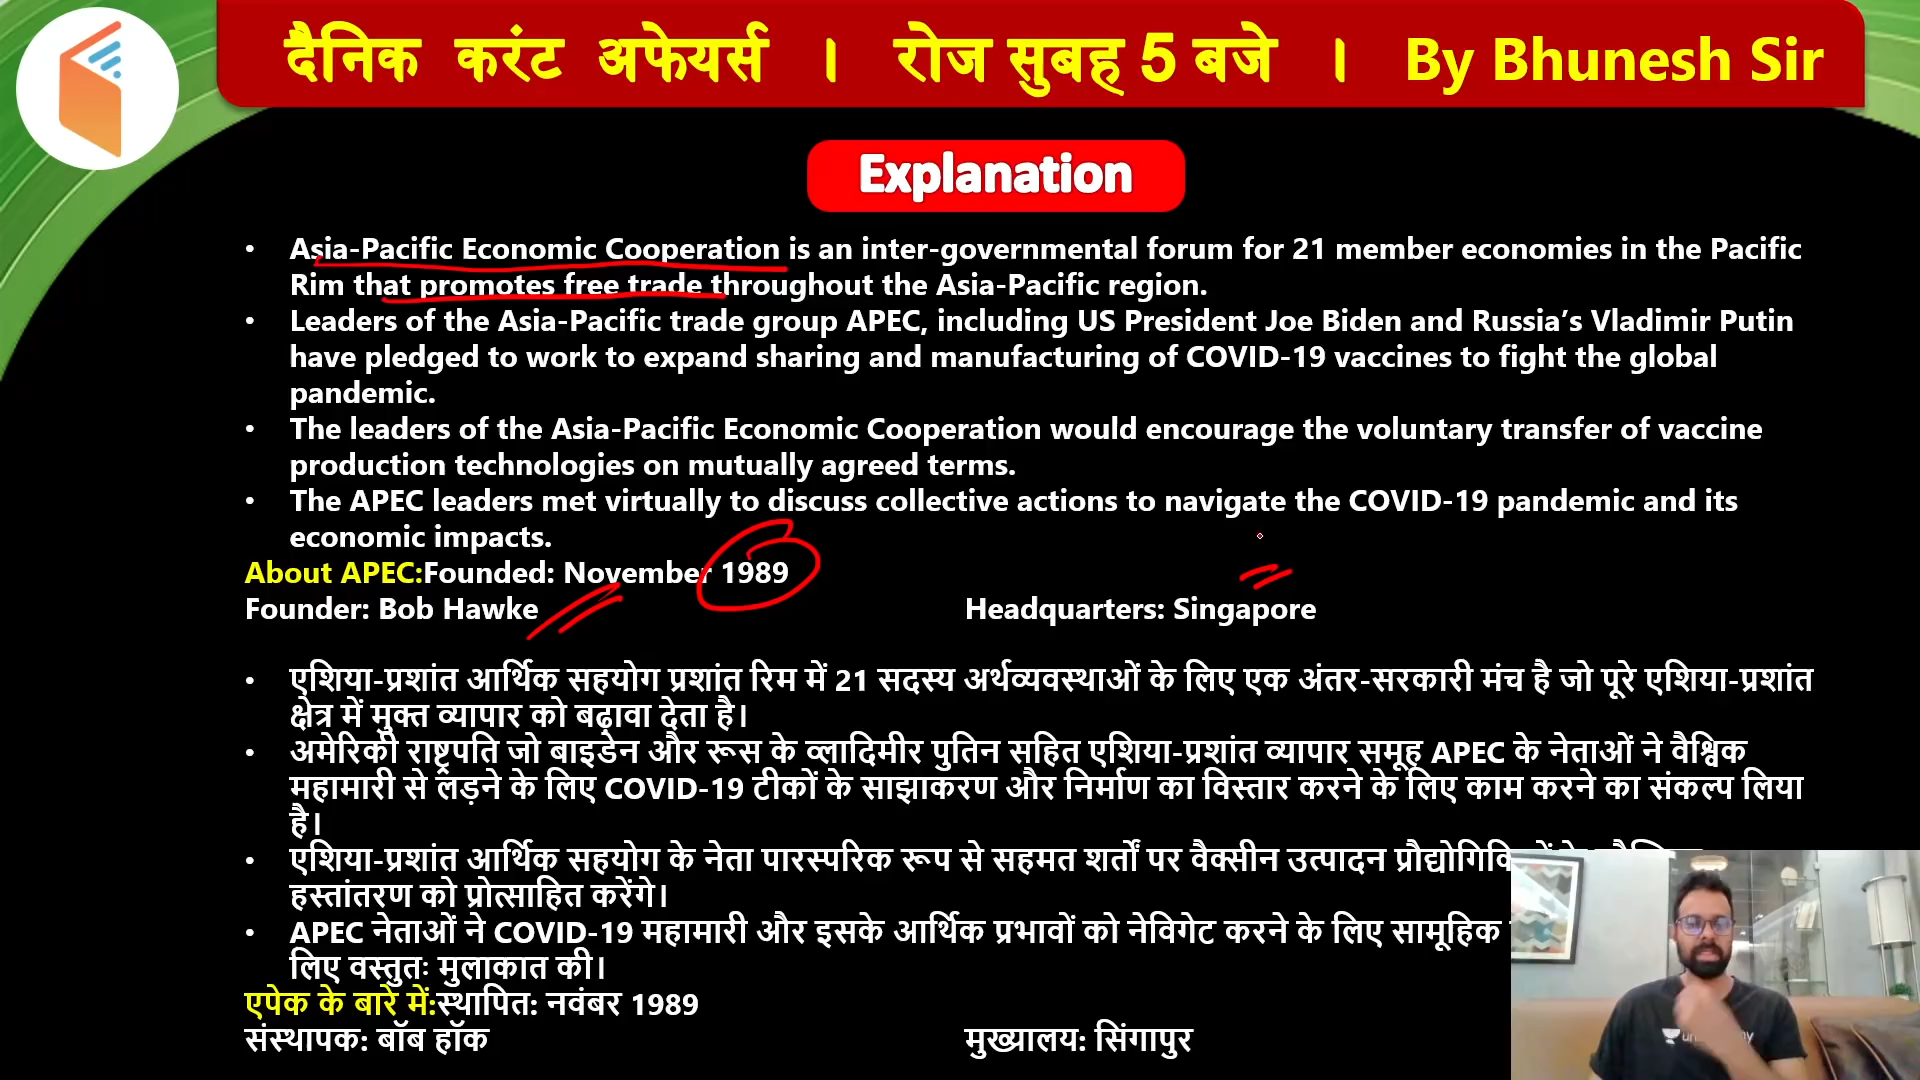 दैनिक करंट अफेयर्स । रोज सुबह 5 बजे । By Bhunesh Sir
Explanation
• Asia-Pacific Economic Cooperation is an inter-governmental forum for 21 member economies in the Pacific
Rim that promotes free trade throughout the Asia-Pacific region.
• Leaders of the Asia-Pacific trade group APEC, including US President Joe Biden and Russia’s Vladimir Putin
have pledged to work to expand sharing and manufacturing of COVID-19 vaccines to fight the global
pandemic.
• The leaders of the Asia-Pacific Economic Cooperation would encourage the voluntary transfer of vaccine
production technologies on mutually agreed terms.
• The APEC leaders met virtually to discuss collective actions to navigate the COVID-19 pandemic and its
economic impacts.
About APEC:Founded: November 1989
Founder: Bob Hawke Headquarters: Singapore
• एशिया-प्रशांत आर्थिक सहयोग प्रशांत रिम में 21 सदस्य अर्थव्यवस्थाओं के लिए एक अंतर-सरकारी मंच है जो पूरे एशिया-प्रशांत
क्षेत्र में मुक्त व्यापार को बढ़ावा देता है।
• अमेरिकी राष्ट्रपति जो बाइडेन और रूस के व्लादिमीर पुतिन सहित एशिया-प्रशांत व्यापार समूह APEC के नेताओं ने वैश्विक
महामारी से लड़ने के लिए COVID-19 टीकों के साझाकरण और निर्माण का विस्तार करने के लिए काम करने का संकल्प लिया
है।
• एशिया-प्रशांत आर्थिक सहयोग के नेता पारस्परिक रूप से सहमत शर्तों पर वैक्सीन उत्पादन
हस्तांतरण को प्रोत्साहित करेंगे।
• APEC नेताओं ने COVID-19 महामारी और इसके आर्थिक प्रभावों को नेविगेट करने के लिए सामूहिक
लिए वस्तुतः मुलाकात की।
एपेक के बारे में:स्थापित: नवंबर 1989
संस्थापक: बॉब हॉक मुख्यालय: सिंगापुर